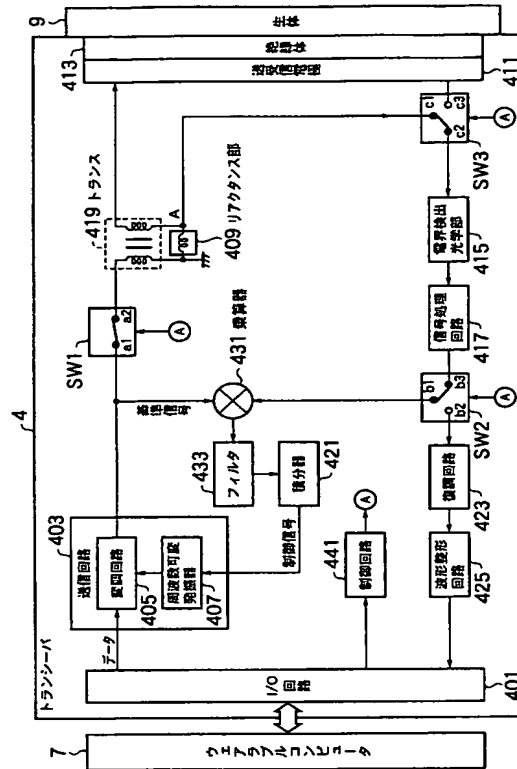 トランシーバ
4
7
ウェアラブルコンピュータ
I/O
回路
401
データ
送信回路
403
変調回路
405
周波数可変
発振器
407
制御信号
基準信号
431 乗算器
フィルタ
433
積分器
421
制御回路
441
A
SW1
a1
a2
A
419 トランス
A
409 リアクタンス部
送受信電極
411
絶縁体
413
生体
9
c1
c2
c3
SW3
A
電界検出
光学部
415
信号処理
回路
417
b1
b2
b3
SW2
A
復調回路
423
波形整形
回路
425